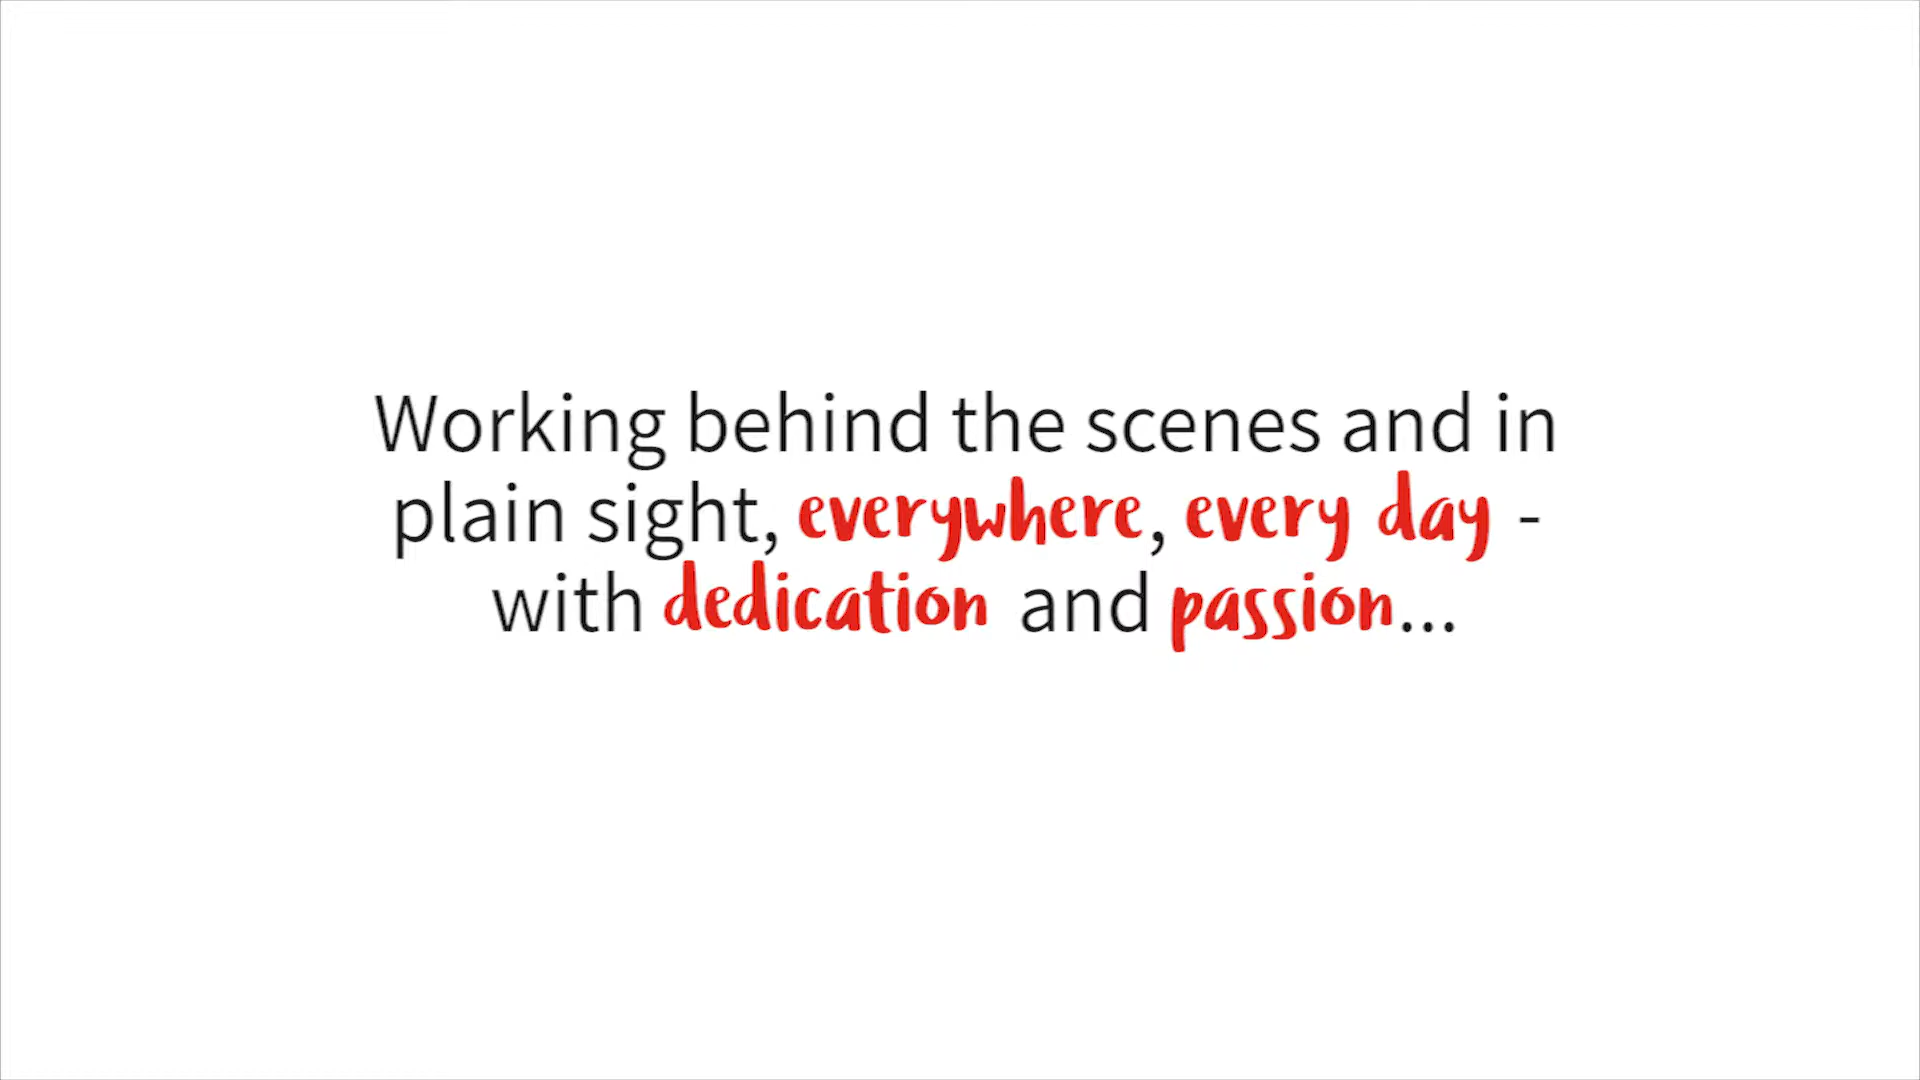 Working behind the scenes and in
plain sight, everywhere, every day -
with dedication and passion...